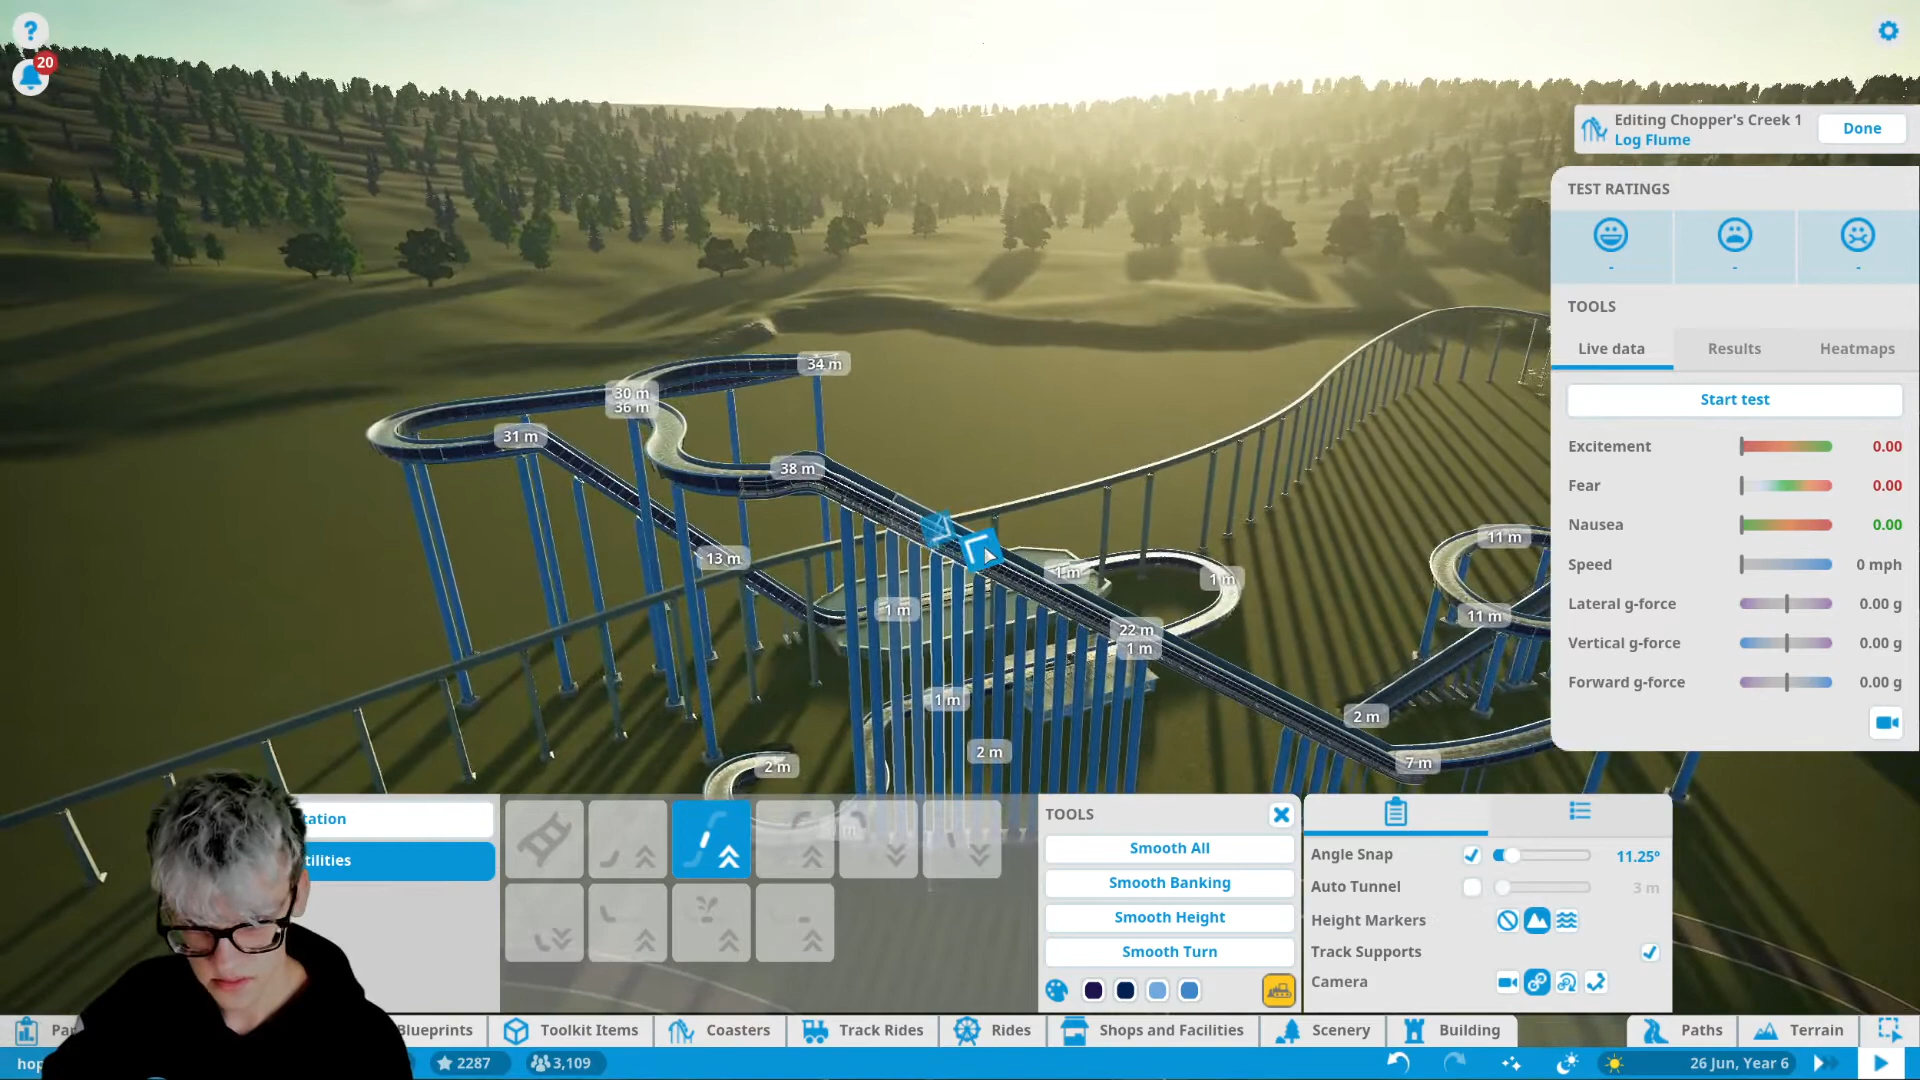 ?
20
Editing Chopper's Creek 1
Log Flume
Done
TEST RATINGS
- - -
TOOLS
Live data
Results
Heatmaps
Start test
Excitement 0.00
Fear 0.00
Nausea 0.00
Speed 0 mph
Lateral g-force 0.00 g
Vertical g-force 0.00 g
Forward g-force 0.00 g
34 m
30 m
36 m
31 m
38 m
13 m
1 m
1 m
1 m
11 m
11 m
22 m
1 m
1 m
2 m
2 m
2 m
7 m
tation
tilities
TOOLS
Smooth All
Smooth Banking
Smooth Height
Smooth Turn
Angle Snap 11.25°
Auto Tunnel 3 m
Height Markers
Track Supports
Camera
Par
Blueprints
Toolkit Items
Coasters
Track Rides
Rides
Shops and Facilities
Scenery
Building
Paths
Terrain
hop
2287
3,109
26 Jun, Year 6